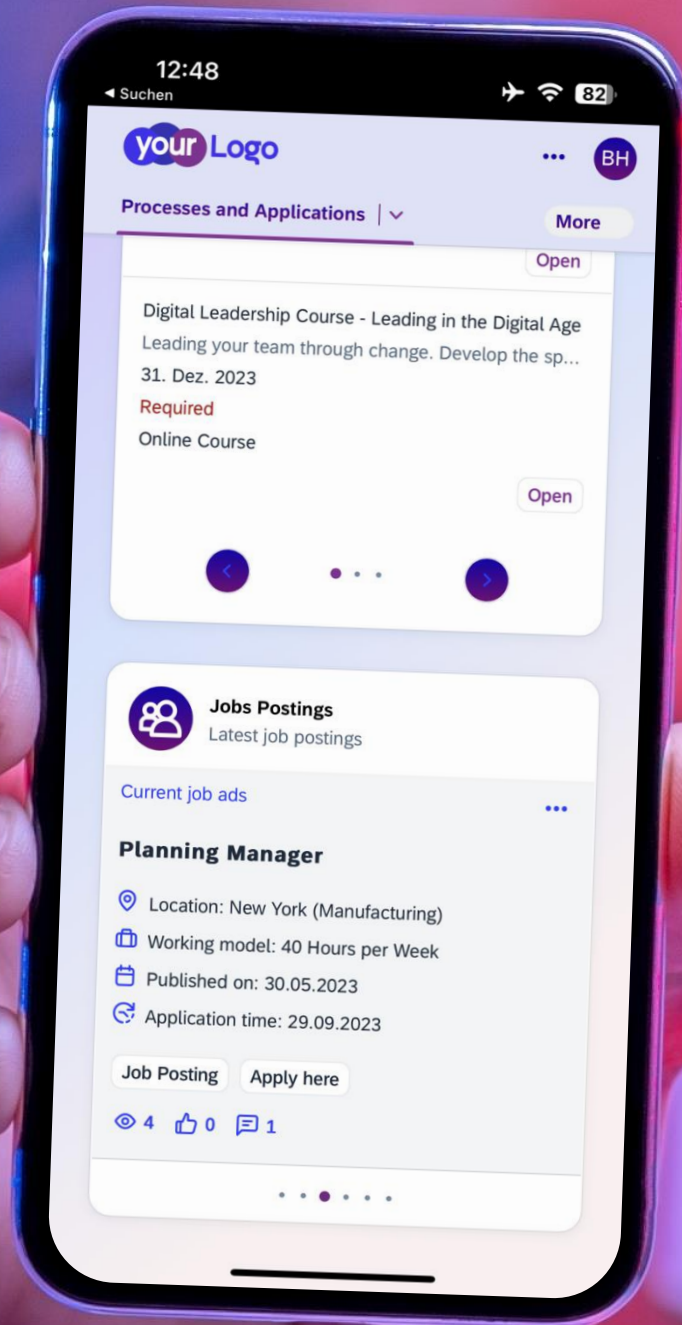 12:48
Suchen
82
your Logo
BH
Processes and Applications
More
Open
Digital Leadership Course - Leading in the Digital Age
Leading your team through change. Develop the sp...
31. Dez. 2023
Required
Online Course
Open
Jobs Postings
Latest job postings
Current job ads
Planning Manager
Location: New York (Manufacturing)
Working model: 40 Hours per Week
Published on: 30.05.2023
Application time: 29.09.2023
Job Posting Apply here
4 0 1